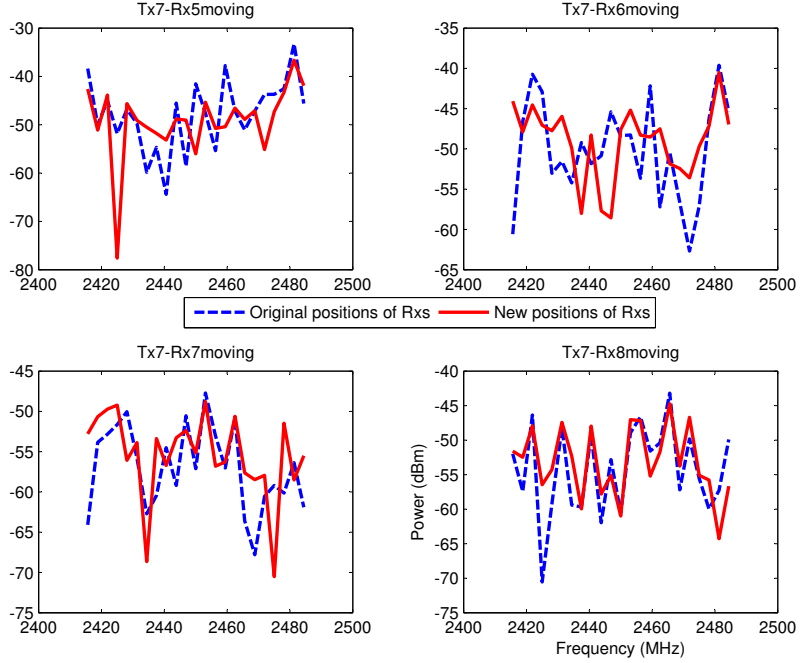 Tx7-Rx5moving
-30
-40
-50
-60
-70
-80
2400 2420 2440 2460 2480 2500
Tx7-Rx6moving
-35
-40
-45
-50
-55
-60
-65
2400 2420 2440 2460 2480 2500
Original positions of Rxs New positions of Rxs
Tx7-Rx7moving
-45
-50
-55
-60
-65
-70
-75
2400 2420 2440 2460 2480 2500
Tx7-Rx8moving
-40
-45
-50
-55
-60
-65
-70
-75
Power (dBm)
2400 2420 2440 2460 2480 2500
Frequency (MHz)